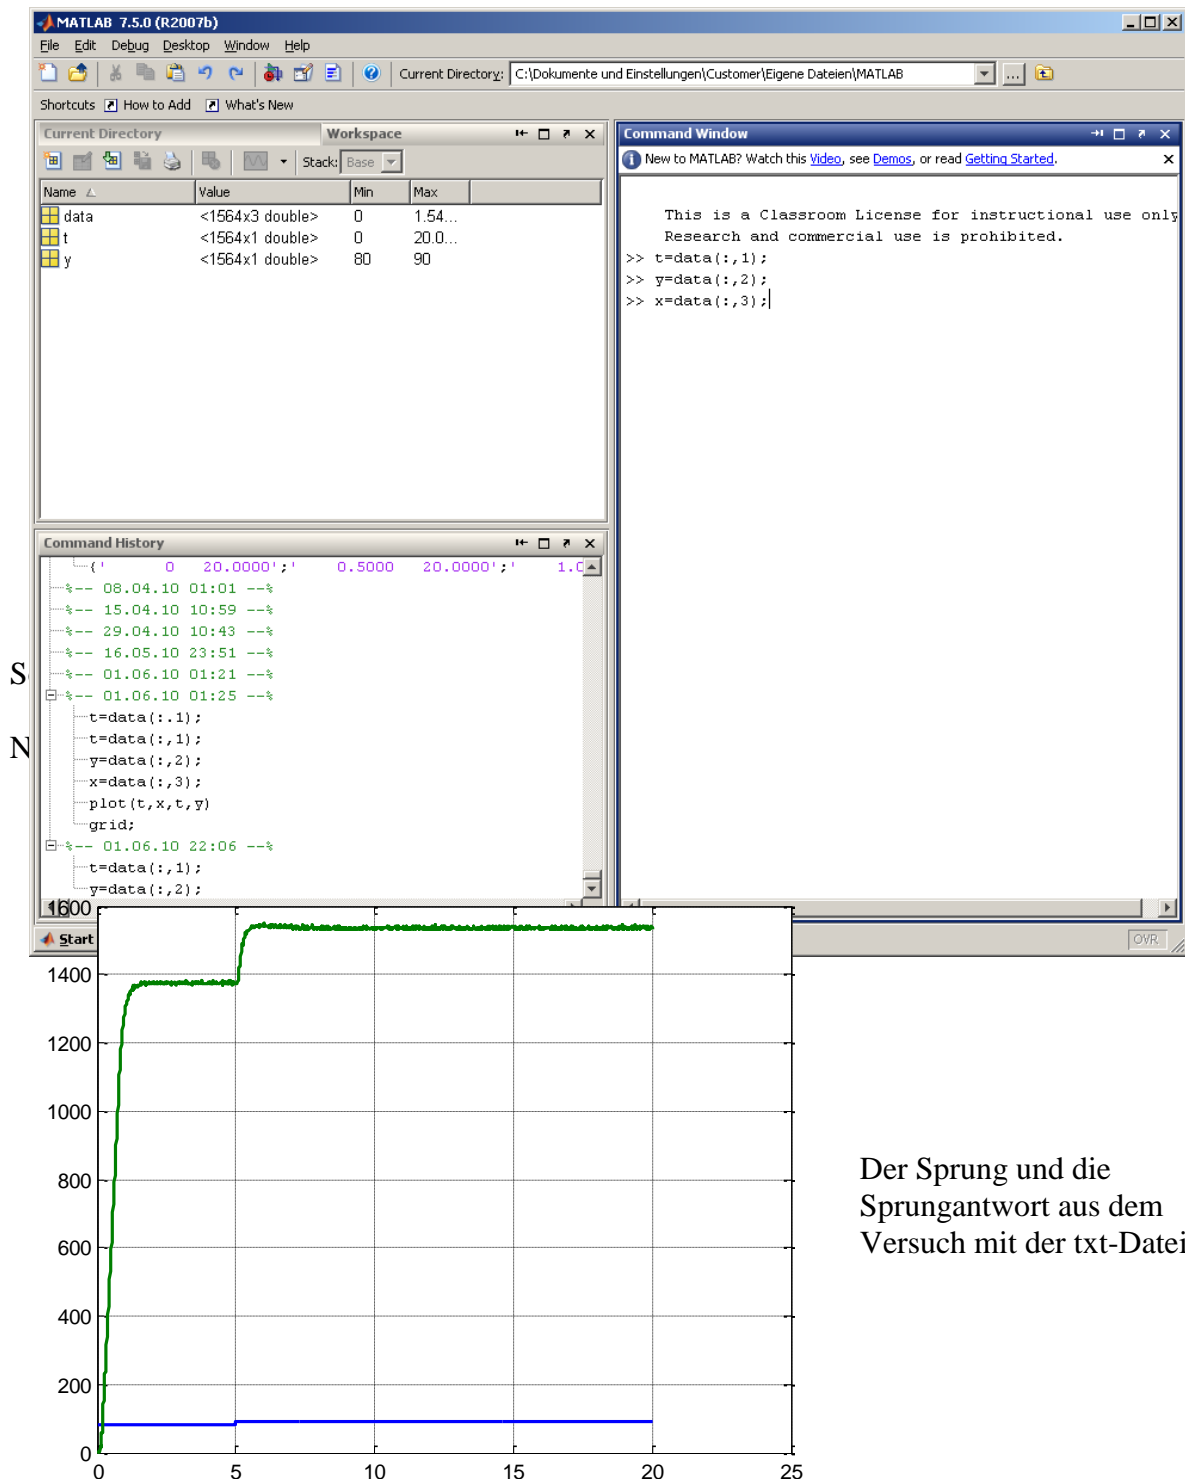 MATLAB 7.5.0 (R2007b)
File Edit Debug Desktop Window Help
Current Directory: C:\Dokumente und Einstellungen\Customer\Eigene Dateien\MATLAB
Shortcuts How to Add What's New
Current Directory Workspace
Stack: Base
Name Value Min Max
data <1564x3 double> 0 1.54...
t <1564x1 double> 0 20.0...
y <1564x1 double> 80 90
Command Window
New to MATLAB? Watch this Video, see Demos, or read Getting Started.
This is a Classroom License for instructional use only
Research and commercial use is prohibited.
>> t=data(:,1);
>> y=data(:,2);
>> x=data(:,3);
Command History
{' 0 20.0000';' 0.5000 20.0000';' 1.0
%-- 08.04.10 01:01 --%
%-- 15.04.10 10:59 --%
%-- 29.04.10 10:43 --%
%-- 16.05.10 23:51 --%
%-- 01.06.10 01:21 --%
%-- 01.06.10 01:25 --%
t=data(:.1);
t=data(:,1);
y=data(:,2);
x=data(:,3);
plot(t,x,t,y)
grid;
%-- 01.06.10 22:06 --%
t=data(:,1);
y=data(:,2);
Start
OVR
S
N
1600
1400
1200
1000
800
600
400
200
0
0 5 10 15 20 25
Der Sprung und die
Sprungantwort aus dem
Versuch mit der txt-Datei